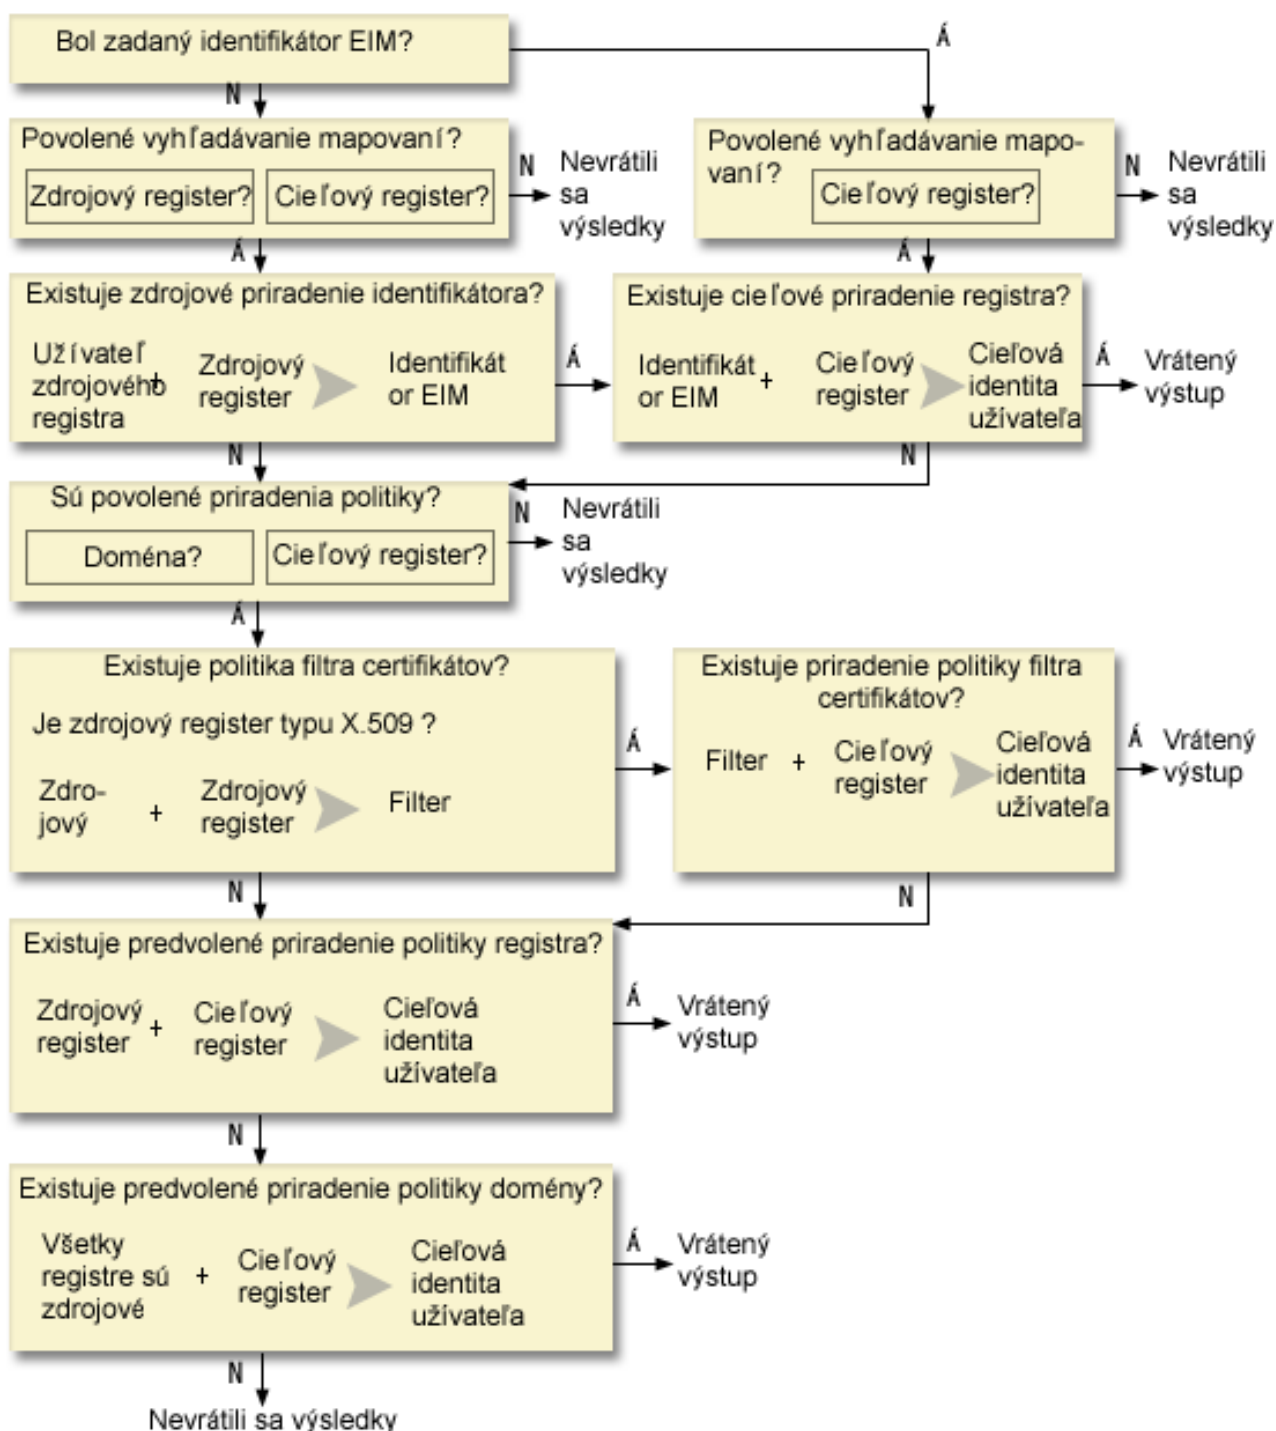 Bol zadaný identifikátor EIM?
Á
N
Povolené vyhľadávanie mapovaní?
Zdrojový register?
Cieľový register?
N
Nevrátili
sa
výsledky
Povolené vyhľadávanie mapo-
vaní?
Cieľový register?
N
Nevrátili
sa
výsledky
Á
Á
Existuje zdrojové priradenie identifikátora?
Užívateľ
zdrojového
registra
+
Zdrojový
register
Identifikát
or EIM
Á
Existuje cieľové priradenie registra?
Identifikát
or EIM
+
Cieľový
register
Cieľová
identita
užívateľa
Á
Vrátený
výstup
N
N
Sú povolené priradenia politiky?
Doména?
Cieľový register?
N
Nevrátili
sa
výsledky
Á
Existuje politika filtra certifikátov?
Je zdrojový register typu X.509 ?
Zdro-
jový
+
Zdrojový
register
Filter
Á
Existuje priradenie politiky filtra
certifikátov?
Filter
+
Cieľový
register
Cieľová
identita
užívateľa
Á
Vrátený
výstup
N
N
Existuje predvolené priradenie politiky registra?
Zdrojový
register
+
Cieľový
register
Cieľová
identita
užívateľa
Á
Vrátený
výstup
N
Existuje predvolené priradenie politiky domény?
Všetky
registre sú
zdrojové
+
Cieľový
register
Cieľová
identita
užívateľa
Á
Vrátený
výstup
N
Nevrátili sa výsledky